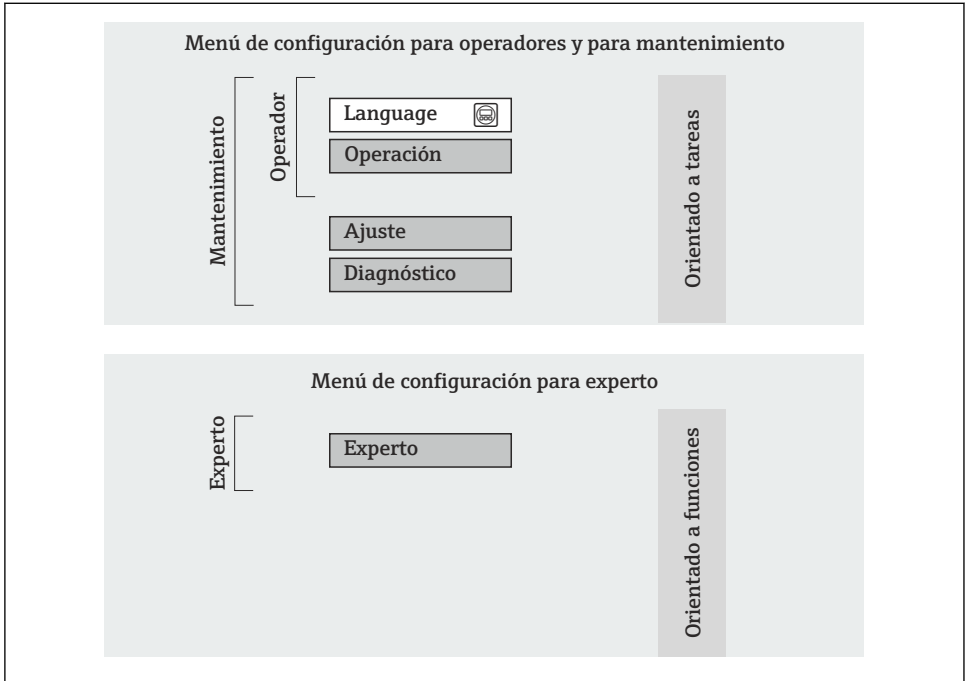 Menú de configuración para operadores y para mantenimiento
Mantenimiento
Operador
Language
Operación
Ajuste
Diagnóstico
Orientado a tareas
Menú de configuración para experto
Experto
Experto
Orientado a funciones